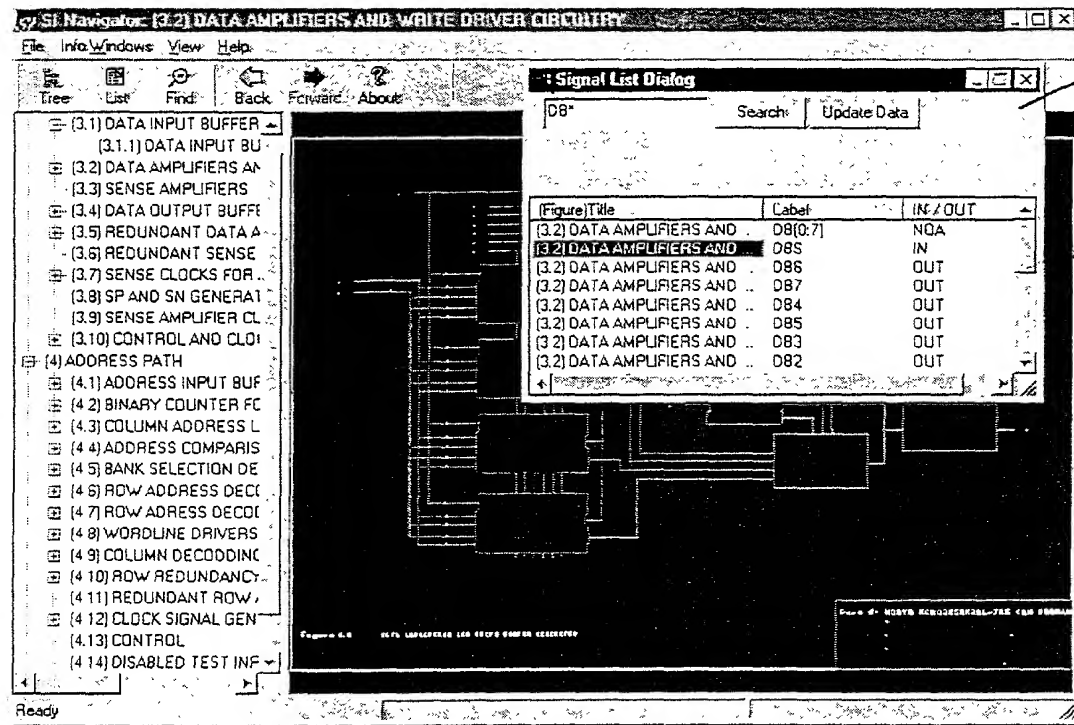 SI Navigator: (3.2) DATA AMPLIFIERS AND WRITE DRIVER CIRCUITRY
File Info Windows View Help
Tree List Find Back Forward About
Signal List Dialog
DB* Search Update Data
(Figure)Title Label IN / OUT
(3.2) DATA AMPLIFIERS AND .. DB[0:7] NOA
(3.2) DATA AMPLIFIERS AND ... DBS IN
(3.2) DATA AMPLIFIERS AND ... DB6 OUT
(3.2) DATA AMPLIFIERS AND ... DB7 OUT
(3.2) DATA AMPLIFIERS AND .. DB4 OUT
(3.2) DATA AMPLIFIERS AND .. DB5 OUT
(3.2) DATA AMPLIFIERS AND .. DB3 OUT
(3.2) DATA AMPLIFIERS AND .. DB2 OUT
(3.1) DATA INPUT BUFFER
(3.1.1) DATA INPUT BU
(3.2) DATA AMPLIFIERS AN
(3.3) SENSE AMPLIFIERS
(3.4) DATA OUTPUT BUFFE
(3.5) REDUNDANT DATA A
(3.6) REDUNDANT SENSE
(3.7) SENSE CLOCKS FOR ..
(3.8) SP AND SN GENERAT
(3.9) SENSE AMPLIFIER CL
(3.10) CONTROL AND CLO
(4) ADDRESS PATH
(4.1) ADDRESS INPUT BUF
(4 2) BINARY COUNTER FC
(4.3) COLUMN ADDRESS L
(4 4) ADDRESS COMPARIS
(4 5) BANK SELECTION DE
(4 6) ROW ADDRESS DECC
(4 7) ROW ADRESS DECOI
(4 8) WORDLINE DRIVERS
(4 9) COLUMN DECODDING
(4 10) ROW REDUNDANCY
(4 11) REDUNDANT ROW
(4 12) CLOCK SIGNAL GEN
(4.13) CONTROL
(4 14) DISABLED TEST INF
Ready